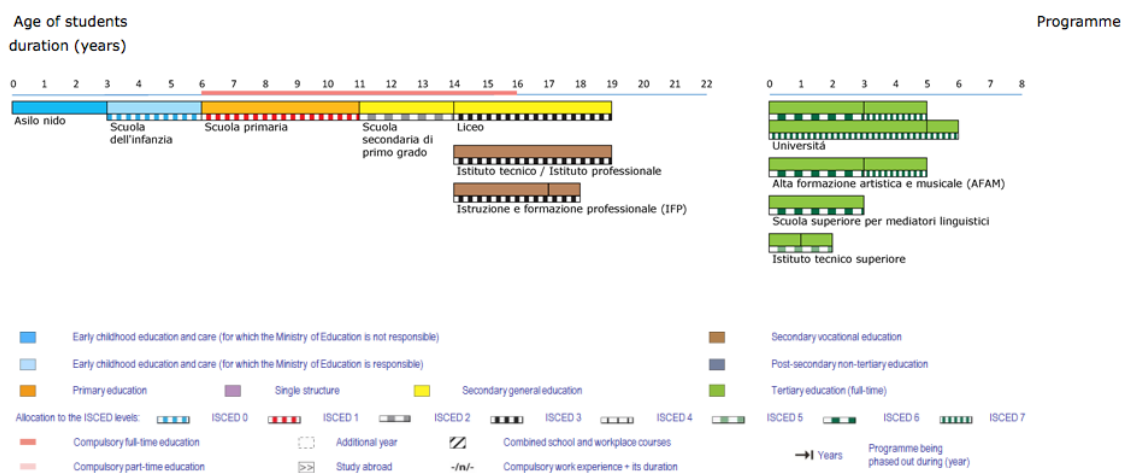 Age of students
Programme
duration (years)
0 1 2 3 4 5 6 7 8 9 10 11 12 13 14 15 16 17 18 19 20 21 22
0 1 2 3 4 5 6 7 8
Asilo nido
Scuola
dell'infanzia
Scuola primaria
Scuola
secondaria di
primo grado
Liceo
Istituto tecnico / Istituto professionale
Istruzione e formazione professionale (IFP)
Universitá
Alta formazione artistica e musicale (AFAM)
Scuola superiore per mediatori linguistici
Istituto tecnico superiore
Early childhood education and care (for which the Ministry of Education is not responsible)
Secondary vocational education
Early childhood education and care (for which the Ministry of Education is responsible)
Post-secondary non-tertiary education
Primary education
Single structure
Secondary general education
Tertiary education (full-time)
Allocation to the ISCED levels:
ISCED 0
ISCED 1
ISCED 2
ISCED 3
ISCED 4
ISCED 5
ISCED 6
ISCED 7
Compulsory full-time education
Additional year
Combined school and workplace courses
Years
Programme being
phased out during (year)
Compulsory part-time education
>>
Study abroad
-/n/-
Compulsory work experience + its duration